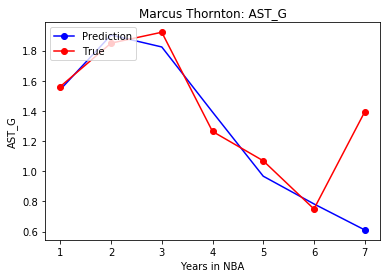 Marcus Thornton: AST_G
Prediction
True
1.8
1.6
1.4
1.2
1.0
0.8
0.6
AST_G
1 2 3 4 5 6 7
Years in NBA